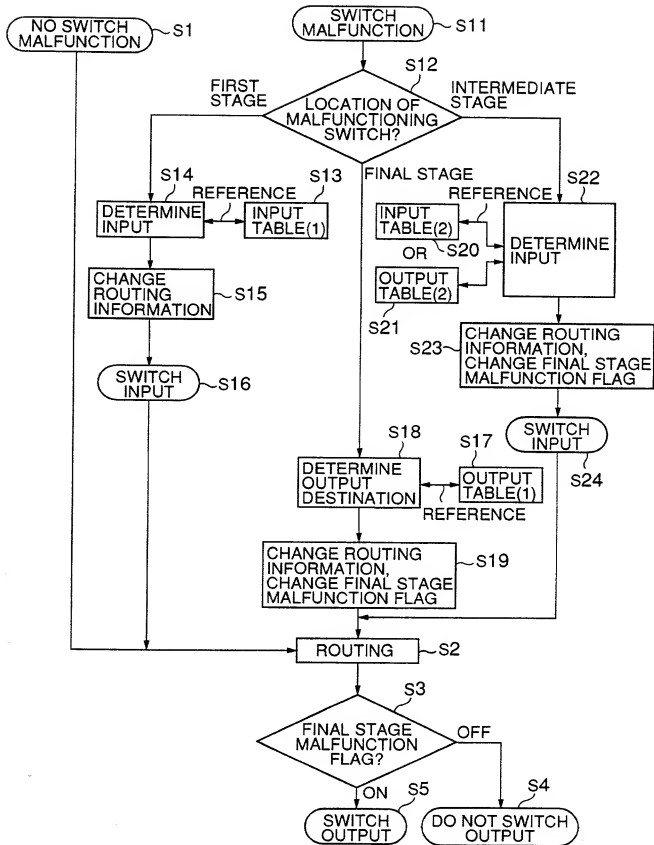 NO SWITCH
MALFUNCTION
S1
SWITCH
MALFUNCTION
S11
S12
FIRST
STAGE
LOCATION OF
MALFUNCTIONING
SWITCH?
INTERMEDIATE
STAGE
FINAL STAGE
S14
REFERENCE
S13
DETERMINE
INPUT
INPUT
TABLE(1)
S15
CHANGE
ROUTING
INFORMATION
S16
SWITCH
INPUT
S22
REFERENCE
INPUT
TABLE(2)
S20
OR
OUTPUT
TABLE(2)
S21
DETERMINE
INPUT
S23
CHANGE ROUTING
INFORMATION,
CHANGE FINAL STAGE
MALFUNCTION FLAG
SWITCH
INPUT
S24
S18
S17
DETERMINE
OUTPUT
DESTINATION
OUTPUT
TABLE(1)
REFERENCE
CHANGE ROUTING
INFORMATION,
CHANGE FINAL STAGE
MALFUNCTION FLAG
S19
ROUTING
S2
S3
FINAL STAGE
MALFUNCTION
FLAG?
OFF
ON
S5
S4
SWITCH
OUTPUT
DO NOT SWITCH
OUTPUT